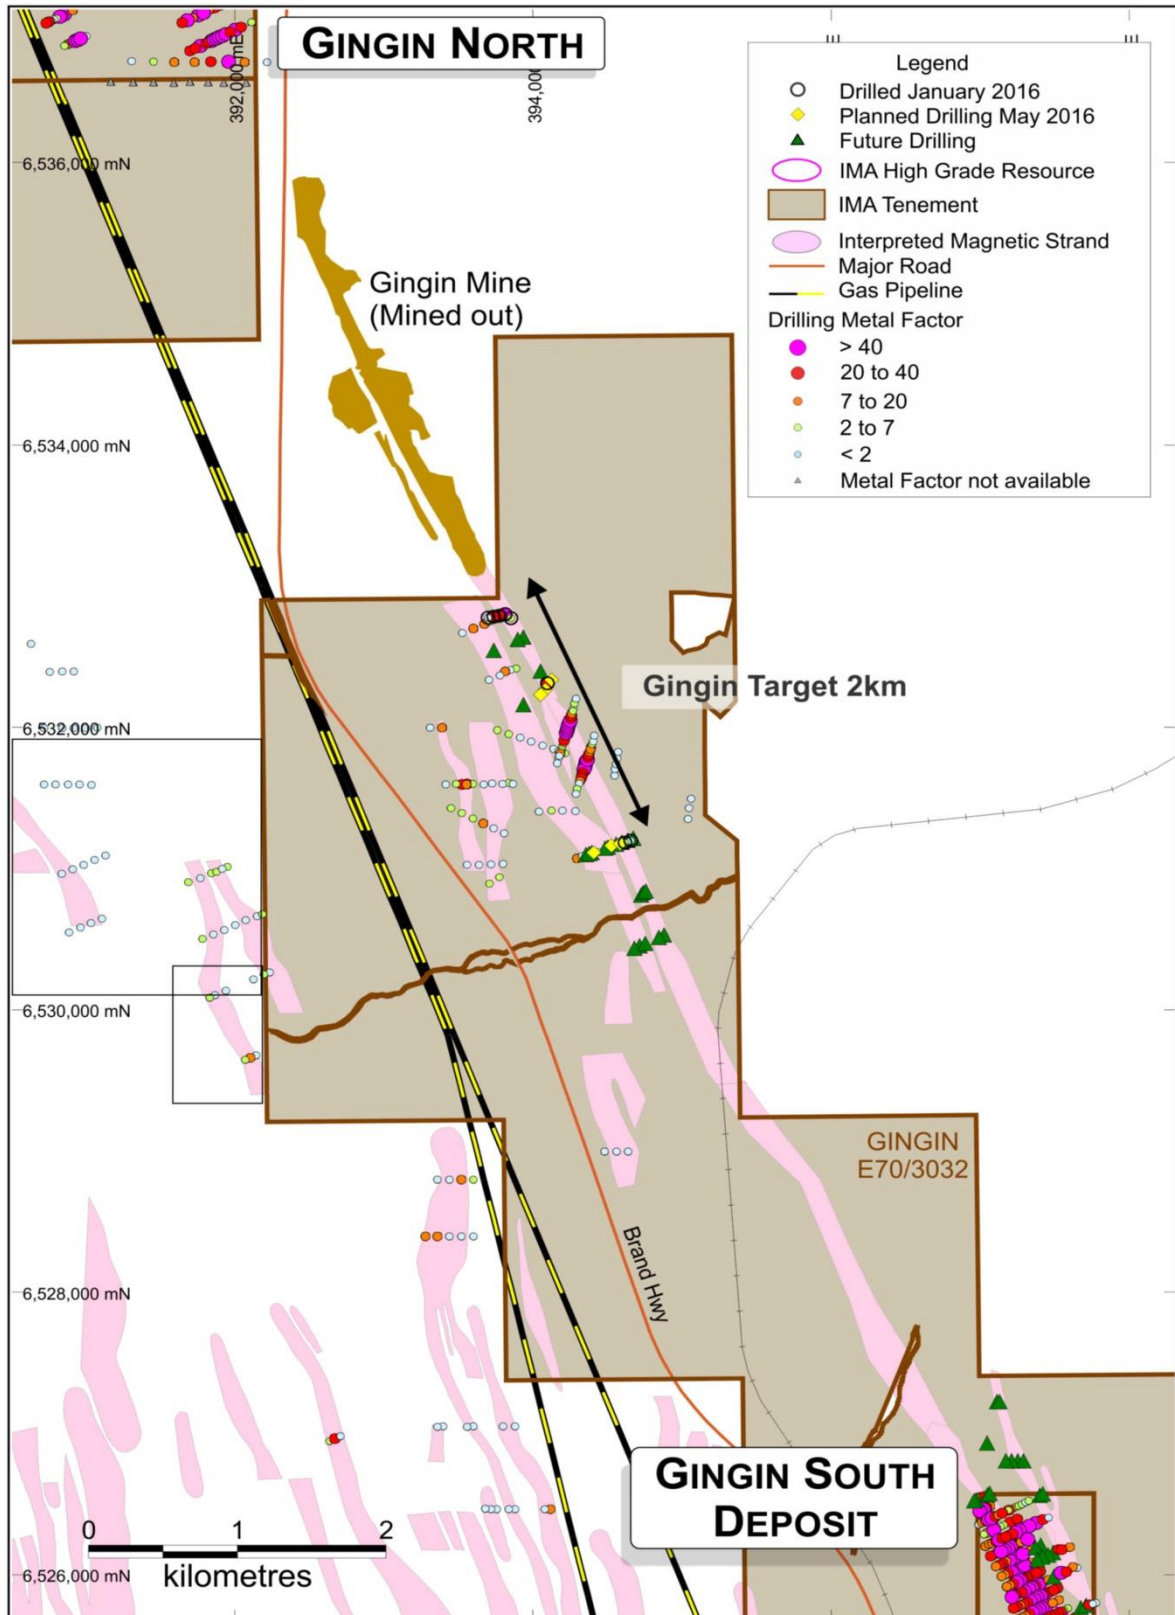 GINGIN NORTH
392,000 mE
394,000
Legend
Drilled January 2016
Planned Drilling May 2016
Future Drilling
IMA High Grade Resource
IMA Tenement
Interpreted Magnetic Strand
Major Road
Gas Pipeline
Drilling Metal Factor
> 40
20 to 40
7 to 20
2 to 7
< 2
Metal Factor not available
6,536,000 mN
Gingin Mine
(Mined out)
6,534,000 mN
Gingin Target 2km
6,532,000 mN
6,530,000 mN
GINGIN
E70/3032
Brand Hwy
6,528,000 mN
GINGIN SOUTH
DEPOSIT
0 1 2
kilometres
6,526,000 mN